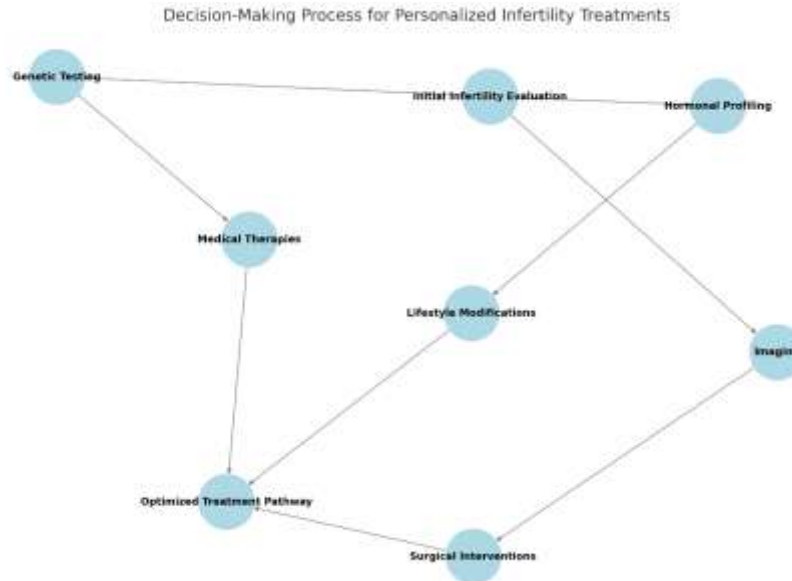 Decision-Making Process for Personalized Infertility Treatments
Genetic Testing
Initial Infertility Evaluation
Hormonal Profiling
Medical Therapies
Lifestyle Modifications
Imagin
Optimized Treatment Pathway
Surgical Interventions